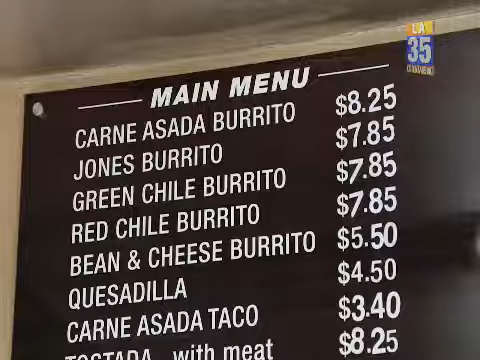 LA
35
MAIN MENU
CARNE ASADA BURRITO $8.25
JONES BURRITO $7.85
GREEN CHILE BURRITO $7.85
RED CHILE BURRITO $7.85
BEAN & CHEESE BURRITO $5.50
QUESADILLA $4.50
CARNE ASADA TACO $3.40
TOSTADA with meat $8.25